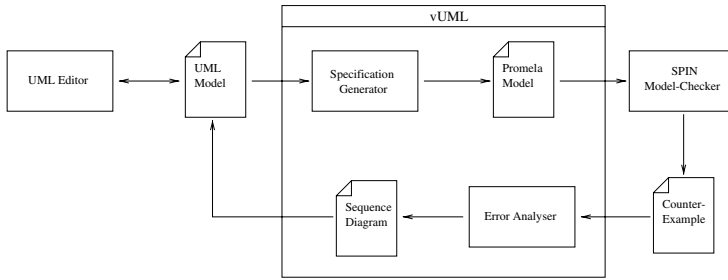 vUML
UML Editor
UML
Model
Specification
Generator
Promela
Model
SPIN
Model-Checker
Sequence
Diagram
Error Analyser
Counter-
Example